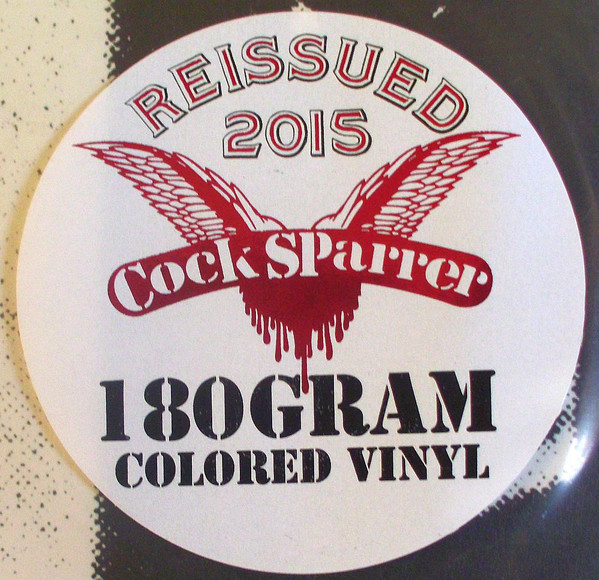 REISSUED
2015
Cock SParrer
180GRAM
COLORED VINYL